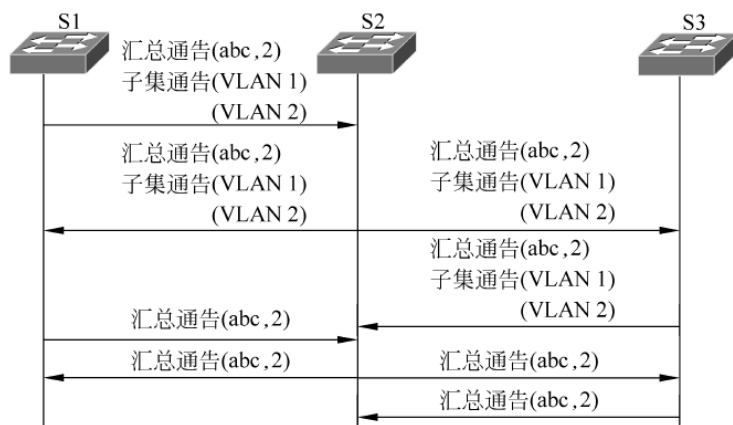 S1
S2
S3
汇总通告(abc,2)
子集通告(VLAN 1)
(VLAN 2)
汇总通告(abc,2)
子集通告(VLAN 1)
(VLAN 2)
汇总通告(abc,2)
子集通告(VLAN 1)
(VLAN 2)
汇总通告(abc,2)
子集通告(VLAN 1)
(VLAN 2)
汇总通告(abc,2)
汇总通告(abc,2)
汇总通告(abc,2)
汇总通告(abc,2)